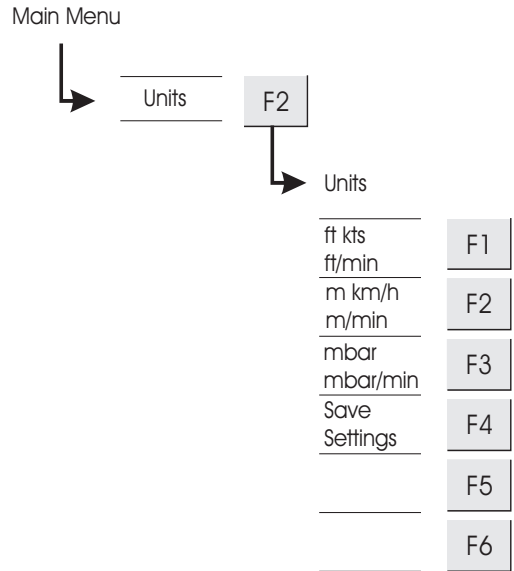 Main Menu
Units F2
Units
ft kts
ft/min F1
m km/h
m/min F2
mbar
mbar/min F3
Save
Settings F4
F5
F6